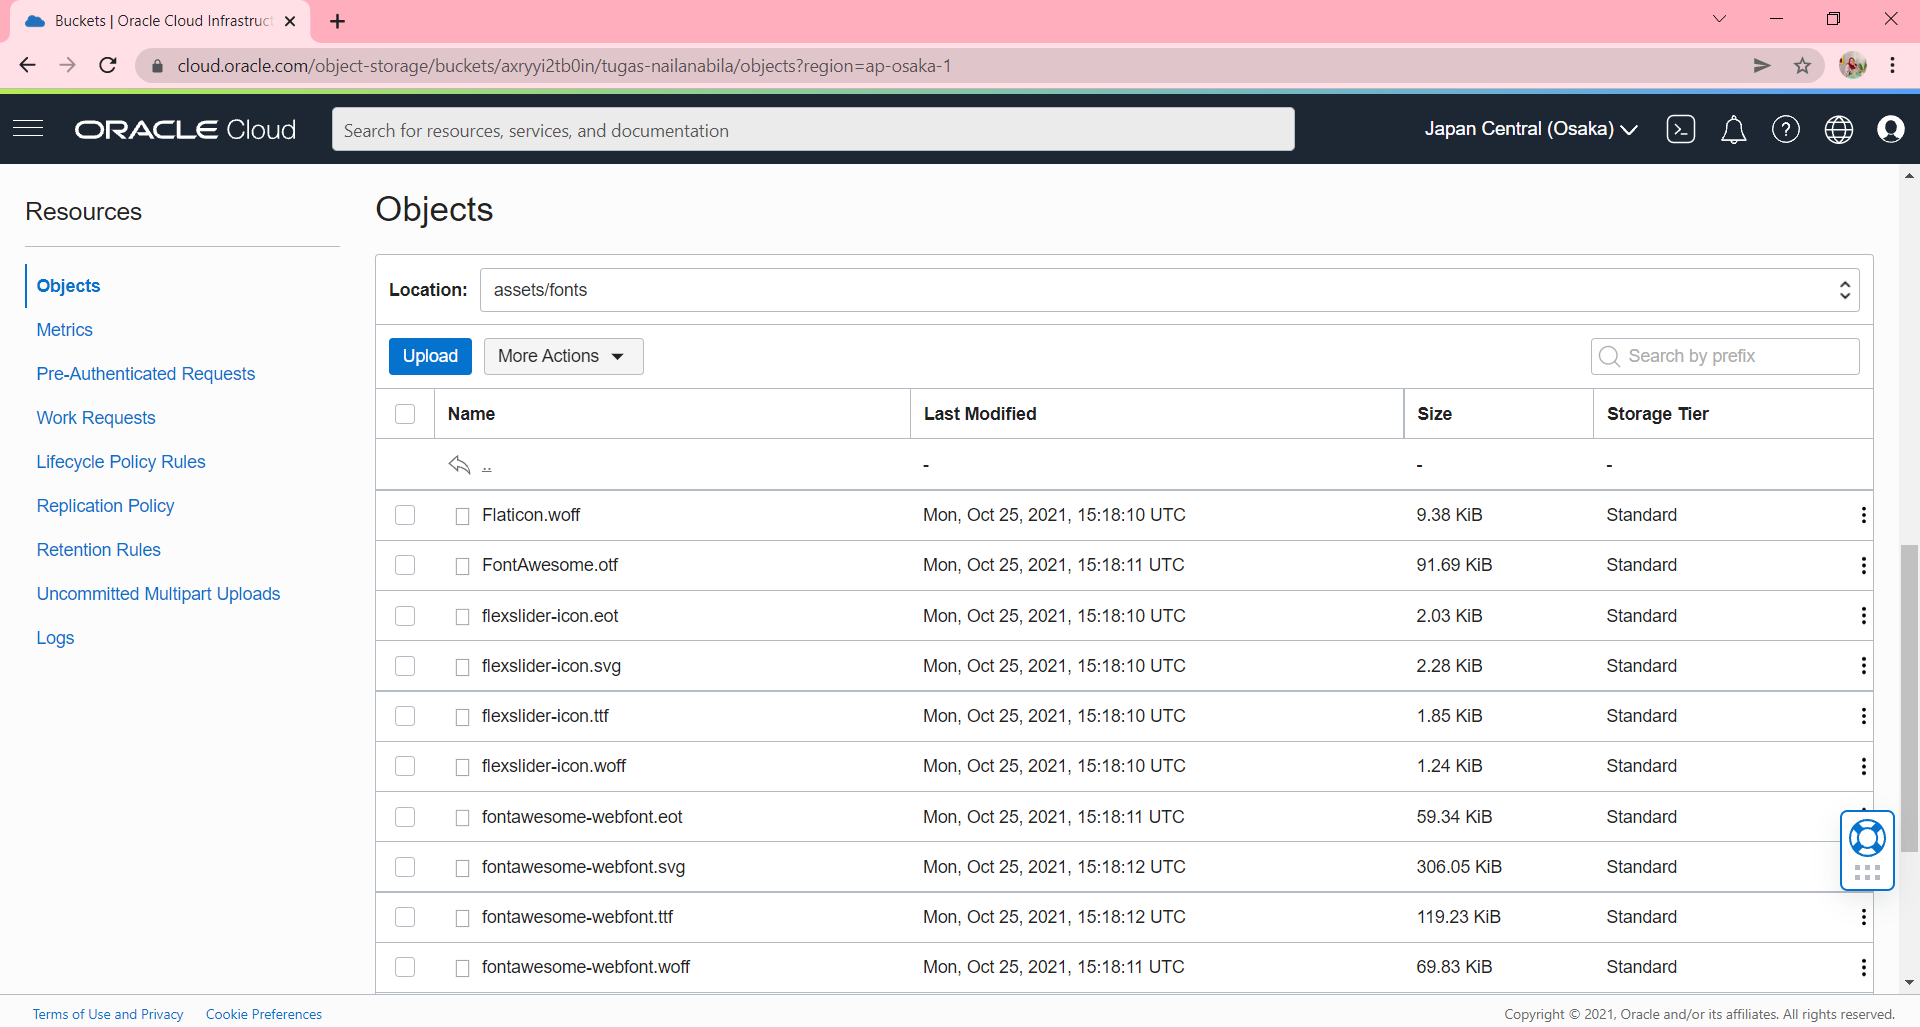 Buckets | Oracle Cloud Infrastruct
cloud.oracle.com/object-storage/buckets/axryyi2tb0in/tugas-nailanabila/objects?region=ap-osaka-1
ORACLE Cloud
Search for resources, services, and documentation
Japan Central (Osaka)
Resources
Objects
Metrics
Pre-Authenticated Requests
Work Requests
Lifecycle Policy Rules
Replication Policy
Retention Rules
Uncommitted Multipart Uploads
Logs
Objects
Location: assets/fonts
Upload More Actions Search by prefix
Name Last Modified Size Storage Tier
.. - - -
Flaticon.woff Mon, Oct 25, 2021, 15:18:10 UTC 9.38 KiB Standard
FontAwesome.otf Mon, Oct 25, 2021, 15:18:11 UTC 91.69 KiB Standard
flexslider-icon.eot Mon, Oct 25, 2021, 15:18:10 UTC 2.03 KiB Standard
flexslider-icon.svg Mon, Oct 25, 2021, 15:18:10 UTC 2.28 KiB Standard
flexslider-icon.ttf Mon, Oct 25, 2021, 15:18:10 UTC 1.85 KiB Standard
flexslider-icon.woff Mon, Oct 25, 2021, 15:18:10 UTC 1.24 KiB Standard
fontawesome-webfont.eot Mon, Oct 25, 2021, 15:18:11 UTC 59.34 KiB Standard
fontawesome-webfont.svg Mon, Oct 25, 2021, 15:18:12 UTC 306.05 KiB Standard
fontawesome-webfont.ttf Mon, Oct 25, 2021, 15:18:12 UTC 119.23 KiB Standard
fontawesome-webfont.woff Mon, Oct 25, 2021, 15:18:11 UTC 69.83 KiB Standard
Terms of Use and Privacy Cookie Preferences Copyright © 2021, Oracle and/or its affiliates. All rights reserved.